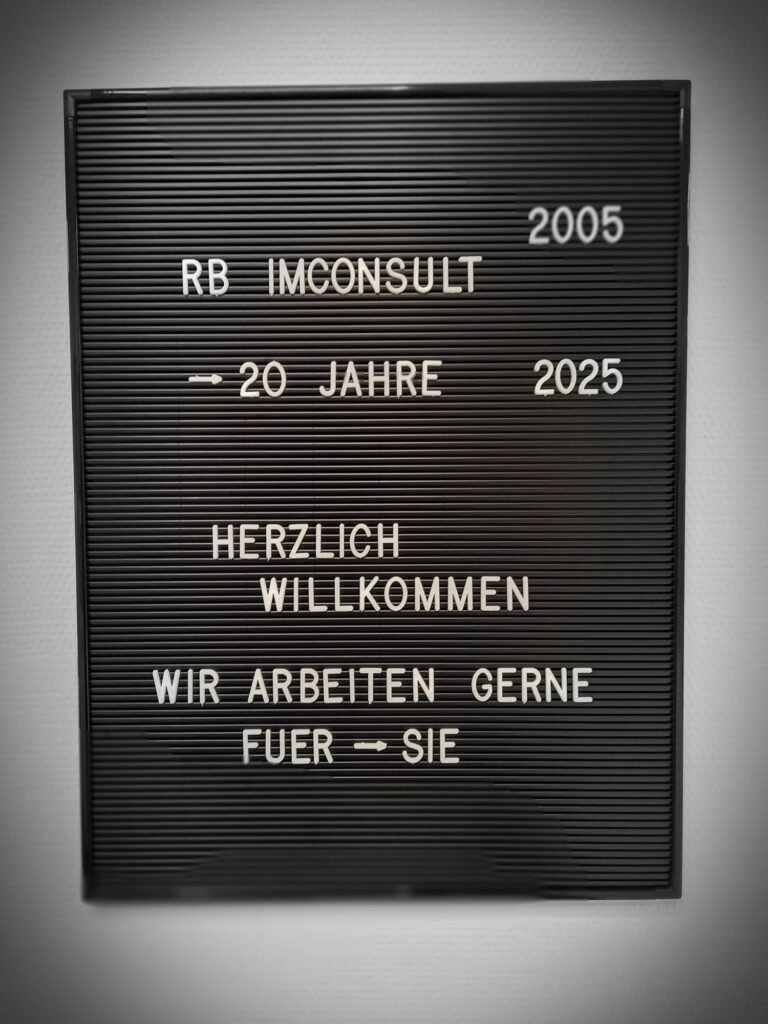 2005
RB IMCONSULT
→ 20 JAHRE 2025
HERZLICH
WILLKOMMEN
WIR ARBEITEN GERNE
FUER → SIE